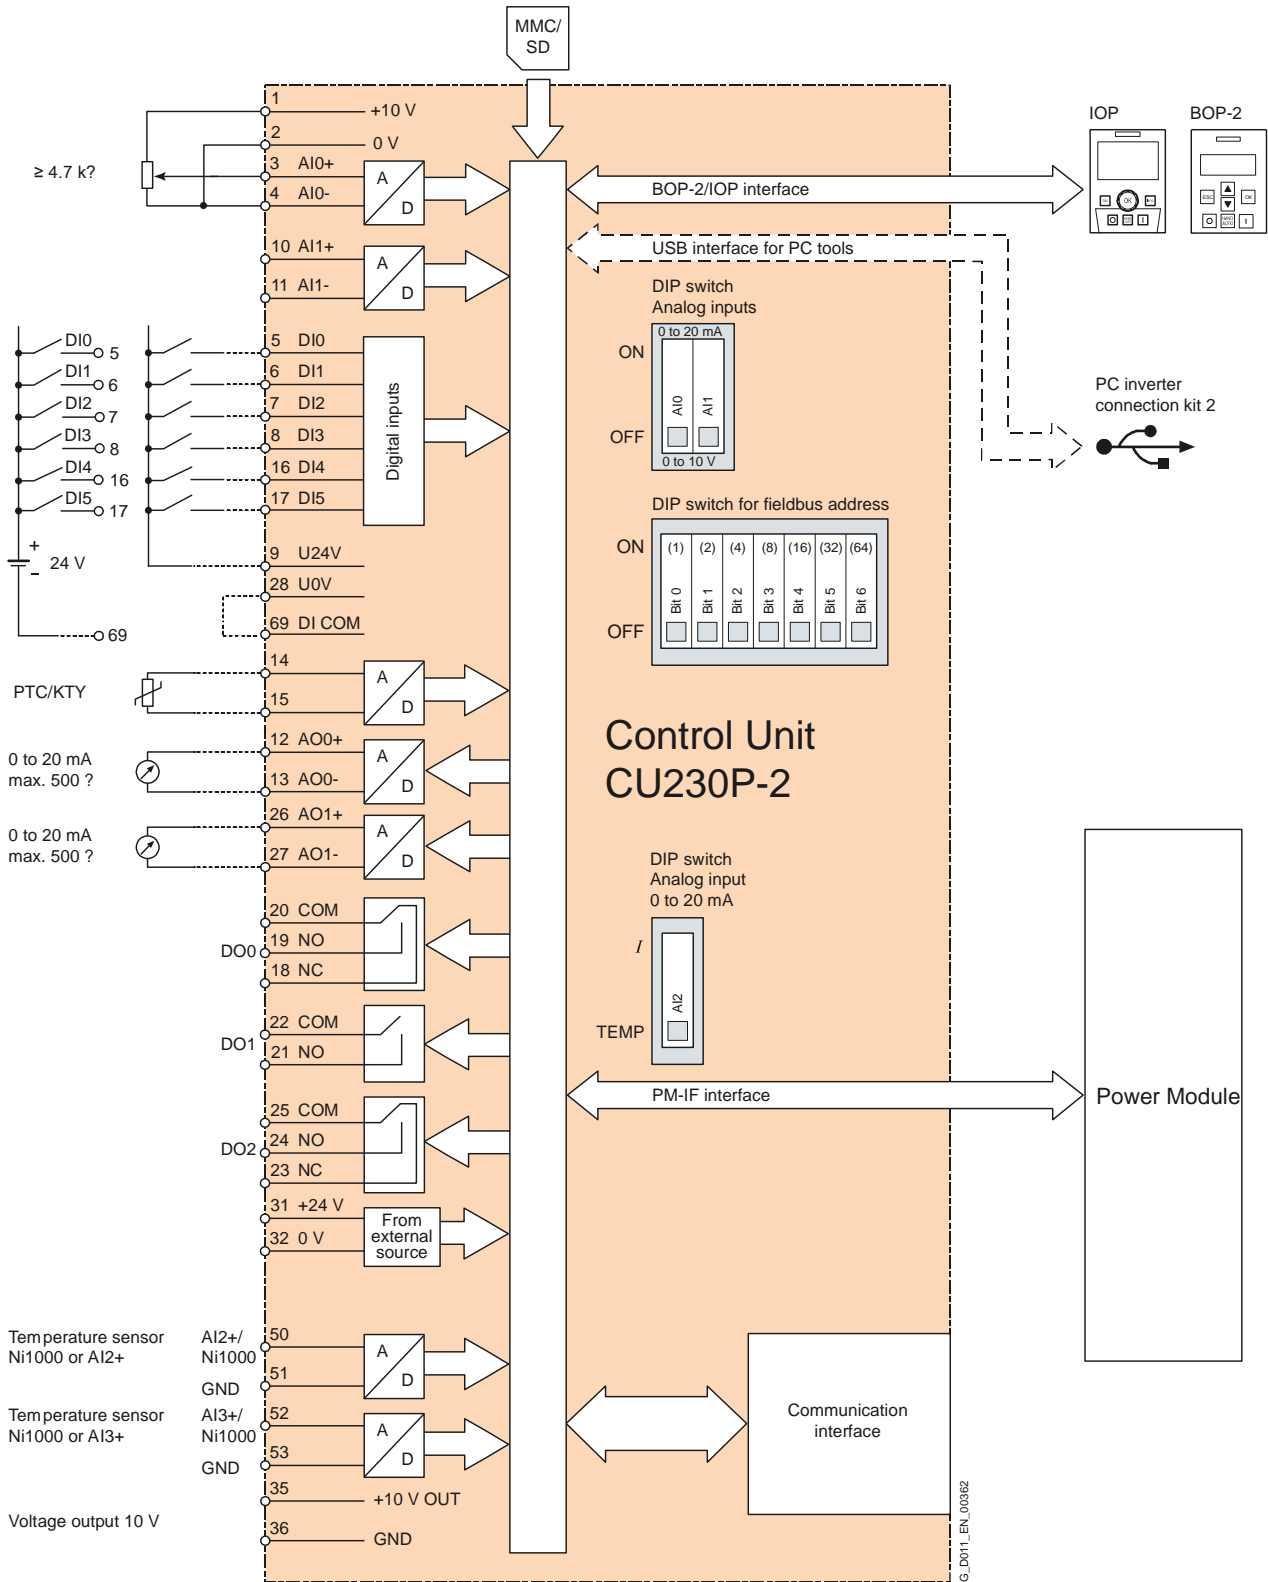 MMC/
SD
1
+10 V
2
0 V
≥ 4.7 k?
3 AI0+
4 AI0-
A
D
10 AI1+
11 AI1-
A
D
BOP-2/IOP interface
IOP
BOP-2
ESC
OK
OK
HAND
AUTO
USB interface for PC tools
PC inverter
connection kit 2
DIP switch
Analog inputs
0 to 20 mA
ON
AI0
AI1
OFF
0 to 10 V
DI0
5
DI1
6
DI2
7
DI3
8
DI4
16
DI5
17
+
24 V
–
69
5 DI0
6 DI1
7 DI2
8 DI3
16 DI4
17 DI5
Digital inputs
9 U24V
28 U0V
69 DI COM
DIP switch for fieldbus address
ON
(1)
(2)
(4)
(8)
(16)
(32)
(64)
Bit 0
Bit 1
Bit 2
Bit 3
Bit 4
Bit 5
Bit 6
OFF
PTC/KTY
14
15
A
D
Control Unit
CU230P-2
0 to 20 mA
max. 500 ?
12 AO0+
13 AO0-
A
D
0 to 20 mA
max. 500 ?
26 AO1+
27 AO1-
A
D
DIP switch
Analog input
0 to 20 mA
I
AI2
TEMP
DO0
20 COM
19 NO
18 NC
DO1
22 COM
21 NO
DO2
25 COM
24 NO
23 NC
PM-IF interface
Power Module
31 +24 V
32 0 V
From
external
source
Temperature sensor
Ni1000 or AI2+
AI2+/
Ni1000
GND
50
51
A
D
Temperature sensor
Ni1000 or AI3+
AI3+/
Ni1000
GND
52
53
A
D
Communication
interface
Voltage output 10 V
35
+10 V OUT
36
GND
G_D011_EN_00362